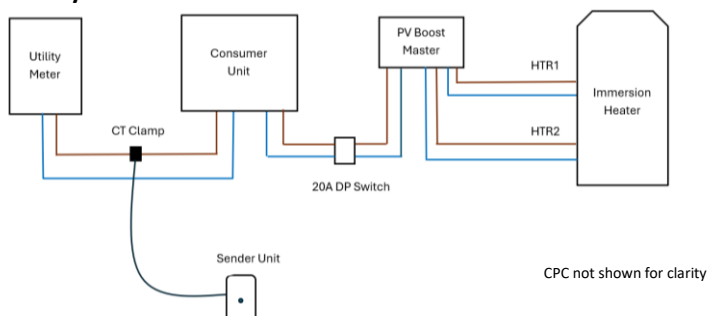 Utility
Meter
Consumer
Unit
PV Boost
Master
HTR1
HTR2
Immersion
Heater
CT Clamp
20A DP Switch
Sender Unit
CPC not shown for clarity